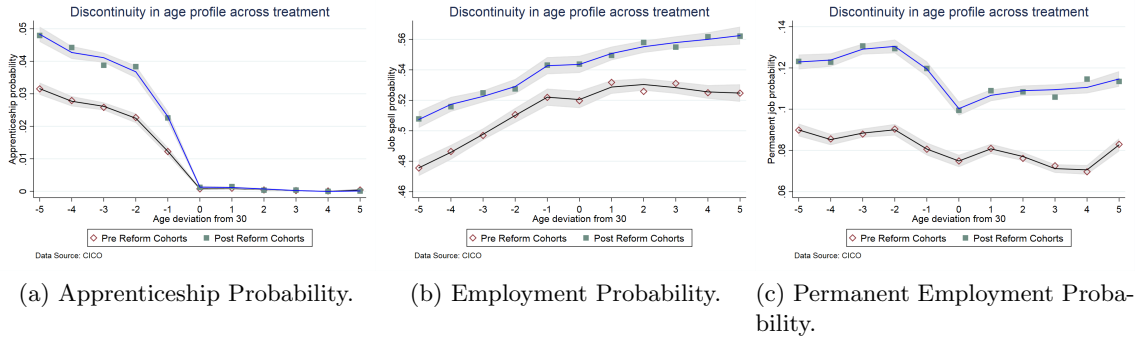 Discontinuity in age profile across treatment
Apprenticeship probability
.05
.04
.03
.02
.01
0
-5 -4 -3 -2 -1 0 1 2 3 4 5
Age deviation from 30
Pre Reform Cohorts Post Reform Cohorts
Data Source: CICO
(a) Apprenticeship Probability.
Discontinuity in age profile across treatment
Job spell probability
.56
.54
.52
.5
.48
.46
-5 -4 -3 -2 -1 0 1 2 3 4 5
Age deviation from 30
Pre Reform Cohorts Post Reform Cohorts
Data Source: CICO
(b) Employment Probability.
Discontinuity in age profile across treatment
Permanent job probability
.14
.12
.1
.08
.06
-5 -4 -3 -2 -1 0 1 2 3 4 5
Age deviation from 30
Pre Reform Cohorts Post Reform Cohorts
Data Source: CICO
(c) Permanent Employment Proba-
bility.